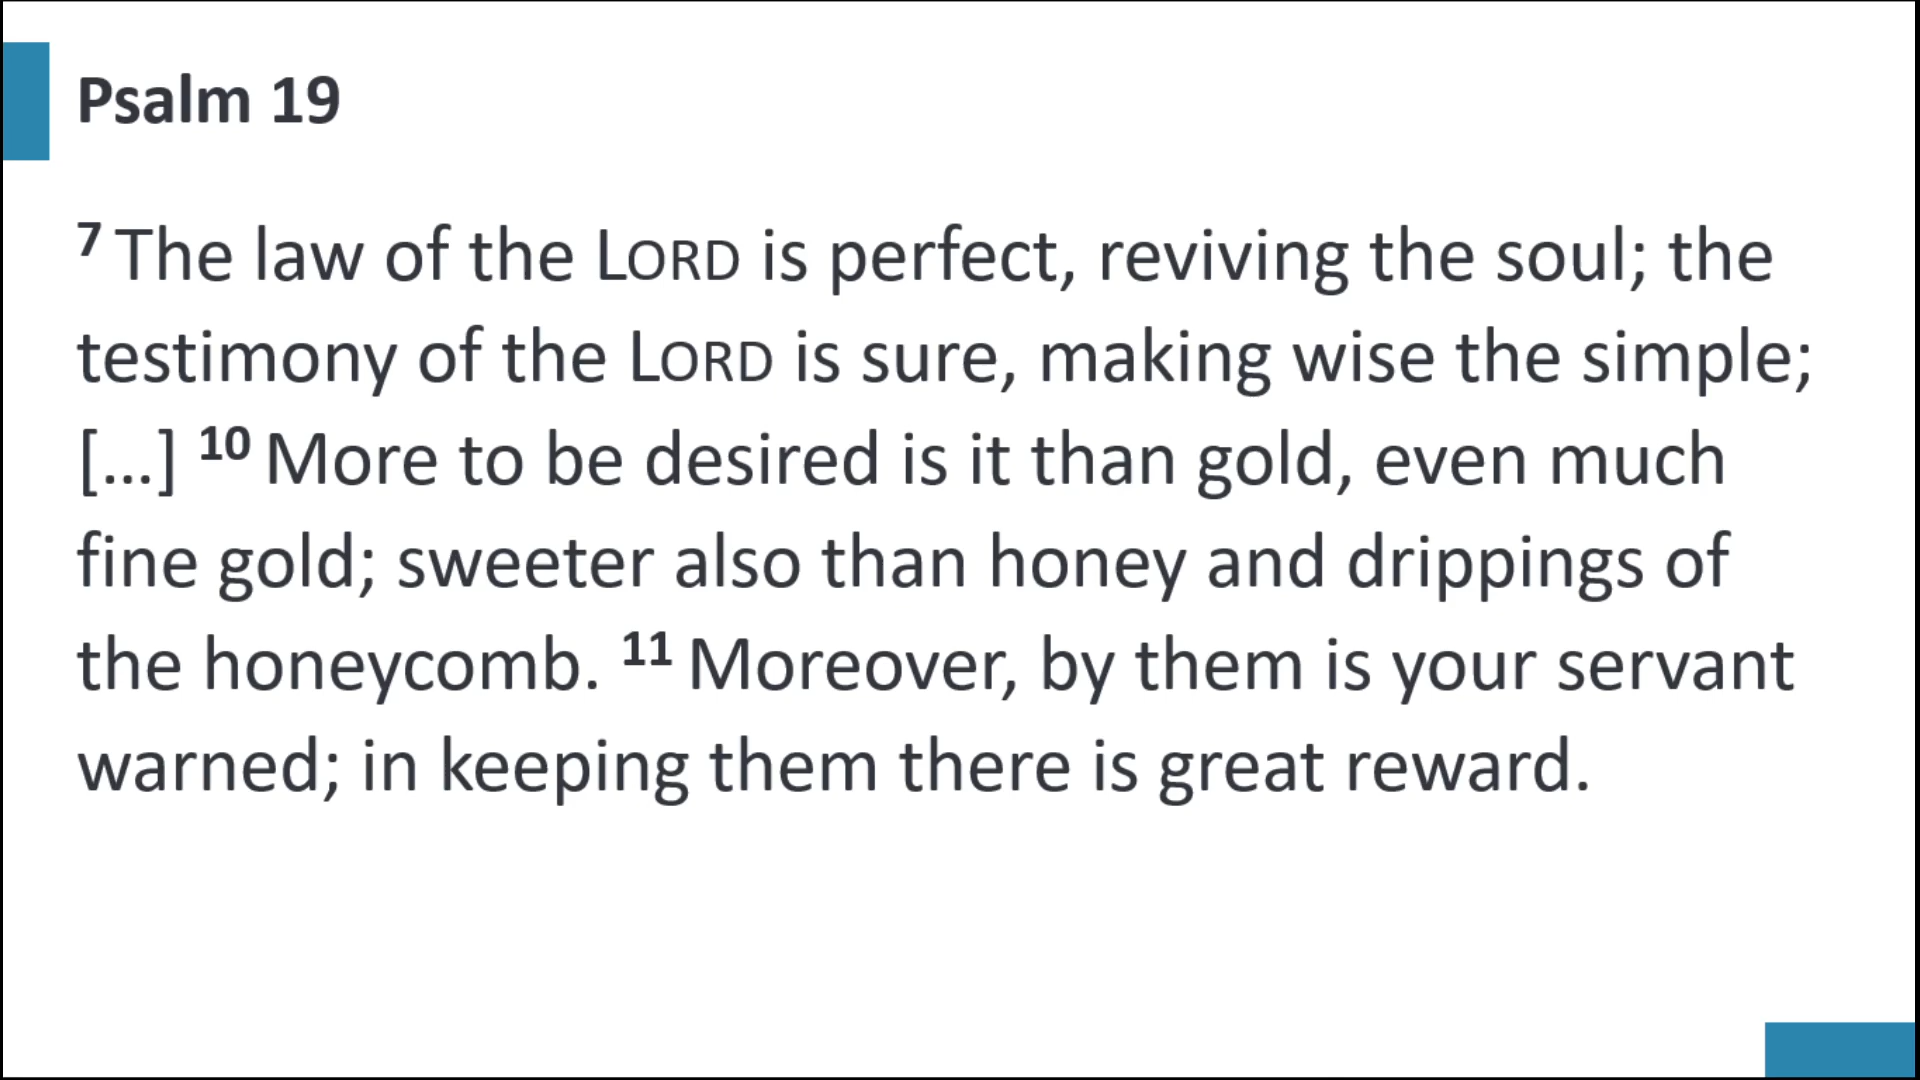 Psalm 19
7 The law of the LORD is perfect, reviving the soul; the
testimony of the LORD is sure, making wise the simple;
[...] 10 More to be desired is it than gold, even much
fine gold; sweeter also than honey and drippings of
the honeycomb. 11 Moreover, by them is your servant
warned; in keeping them there is great reward.